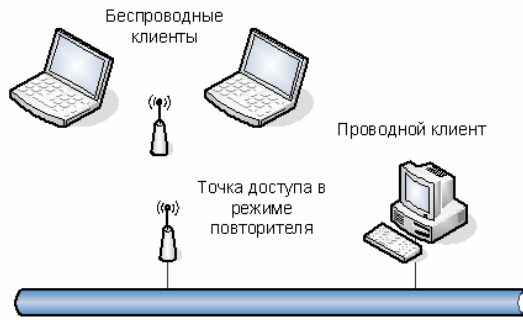 Беспроводные
клиенты
Проводной клиент
Точка доступа в
режиме
повторителя